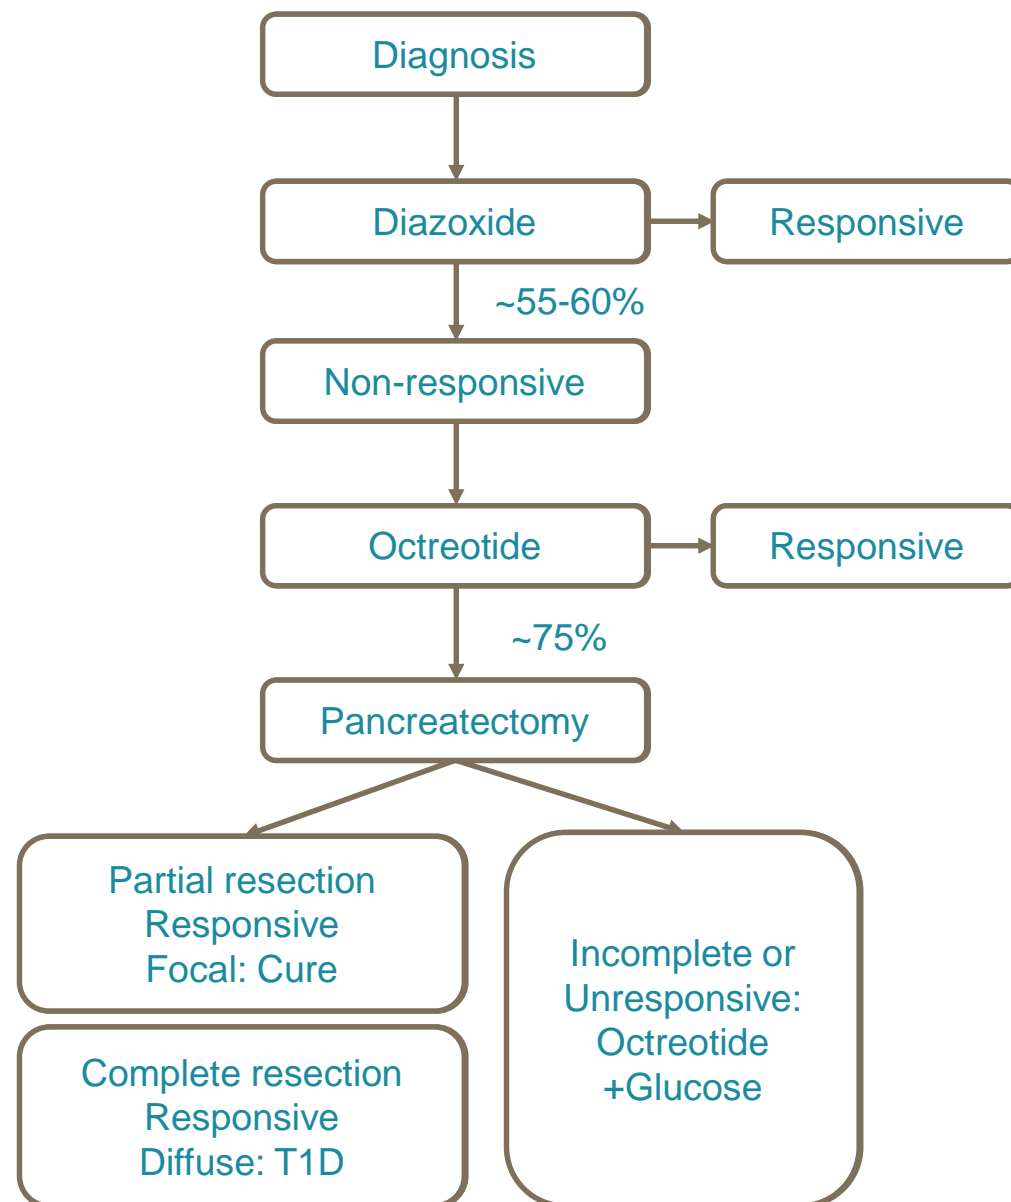 Diagnosis
Diazoxide
Responsive
~55-60%
Non-responsive
Octreotide
Responsive
~75%
Pancreatectomy
Partial resection
Responsive
Focal: Cure
Incomplete or
Unresponsive:
Octreotide
+Glucose
Complete resection
Responsive
Diffuse: T1D